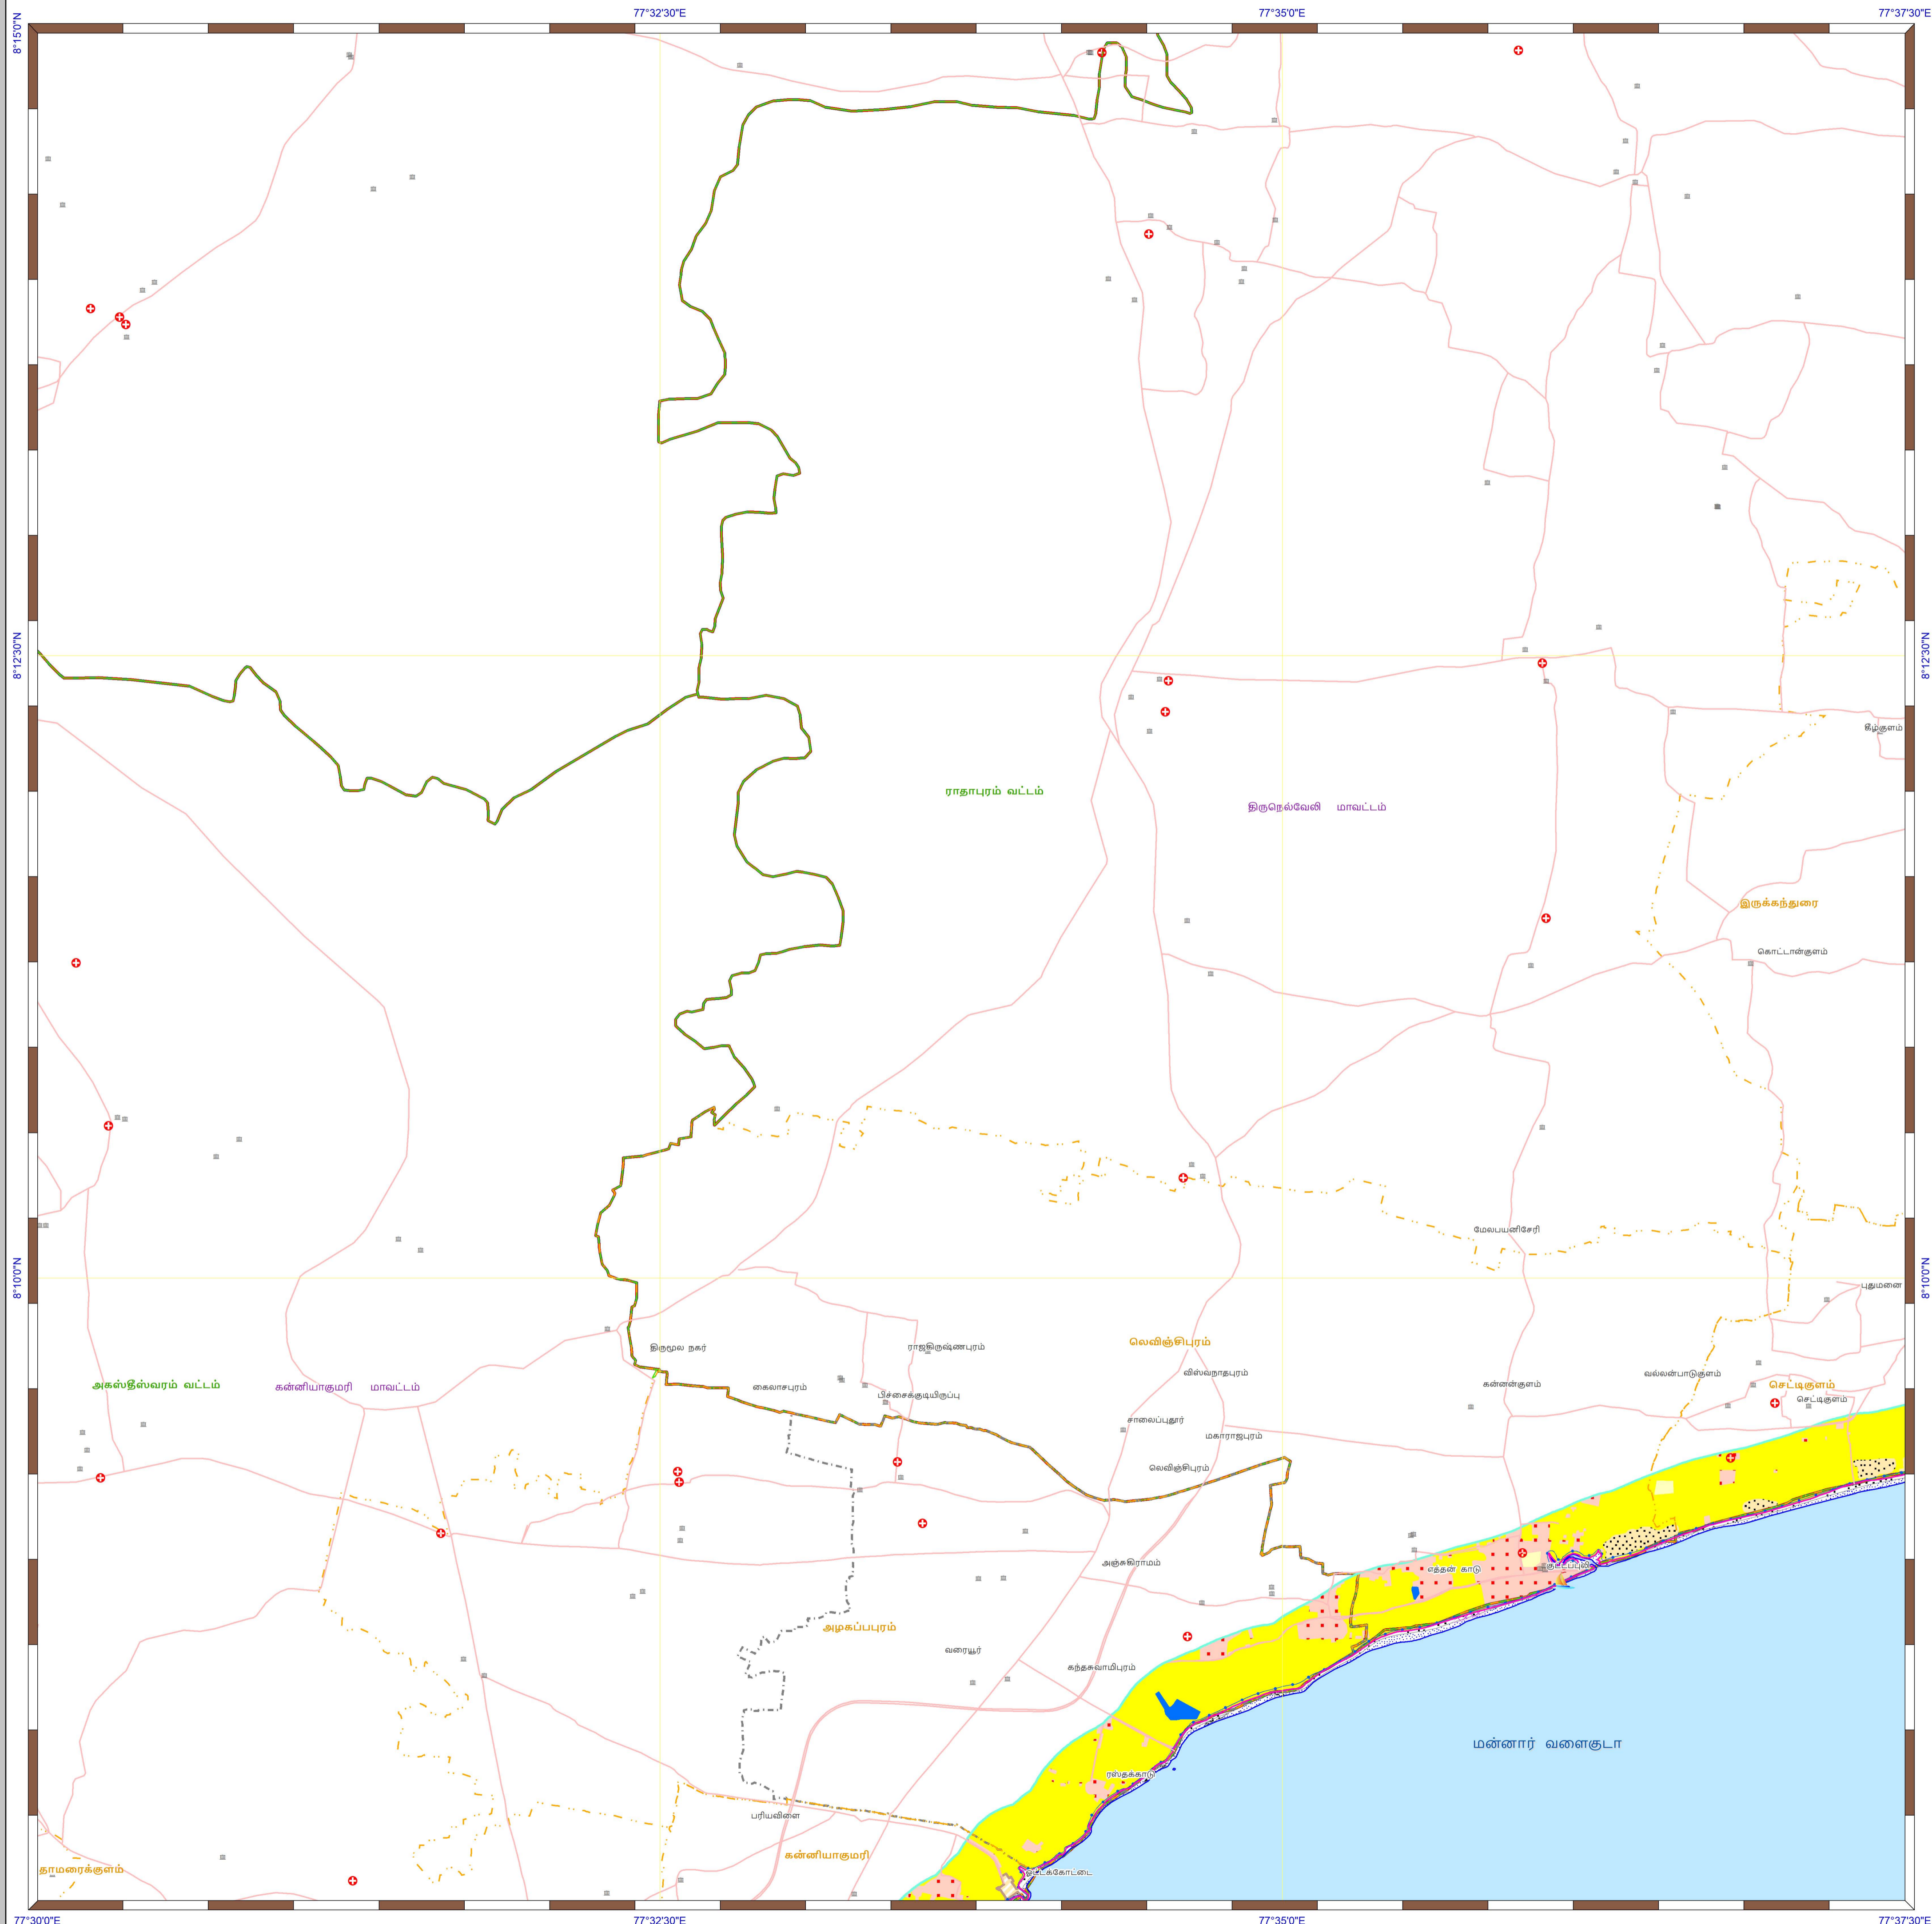 77°32'30"E
77°35'0"E
77°37'30"E
8°15'0"N
8°12'30"N
8°12'30"N
கீழ்குளம்
ராதாபுரம் வட்டம்
திருநெல்வேலி மாவட்டம்
இருக்கந்துரை
கொட்டான்குளம்
மேலபயனிசேரி
8°10'0"N
8°10'0"N
புதுமனை
லெவிஞ்சிபுரம்
திருமூல நகர்
ராஜகிருஷ்ணபுரம்
விஸ்வநாதபுரம்
வல்லன்பாடுகுளம்
அகஸ்தீஸ்வரம் வட்டம்
கன்னியாகுமரி மாவட்டம்
கைலாசபுரம்
பிச்சைக்குடியிருப்பு
கன்னன்குளம்
செட்டிகுளம்
செட்டிகுளம்
சாலைப்புதூர்
மகாராஜபுரம்
லெவிஞ்சிபுரம்
அஞ்சுகிராமம்
எத்தன் காடு
அழகப்பபுரம்
வரையூர்
கந்தசுவாமிபுரம்
மன்னார் வளைகுடா
ரஸ்தக்காடு
பரியவிளை
கன்னியாகுமரி
தாமரைக்குளம்
77°30'0"E
77°32'30"E
77°35'0"E
77°37'30"E